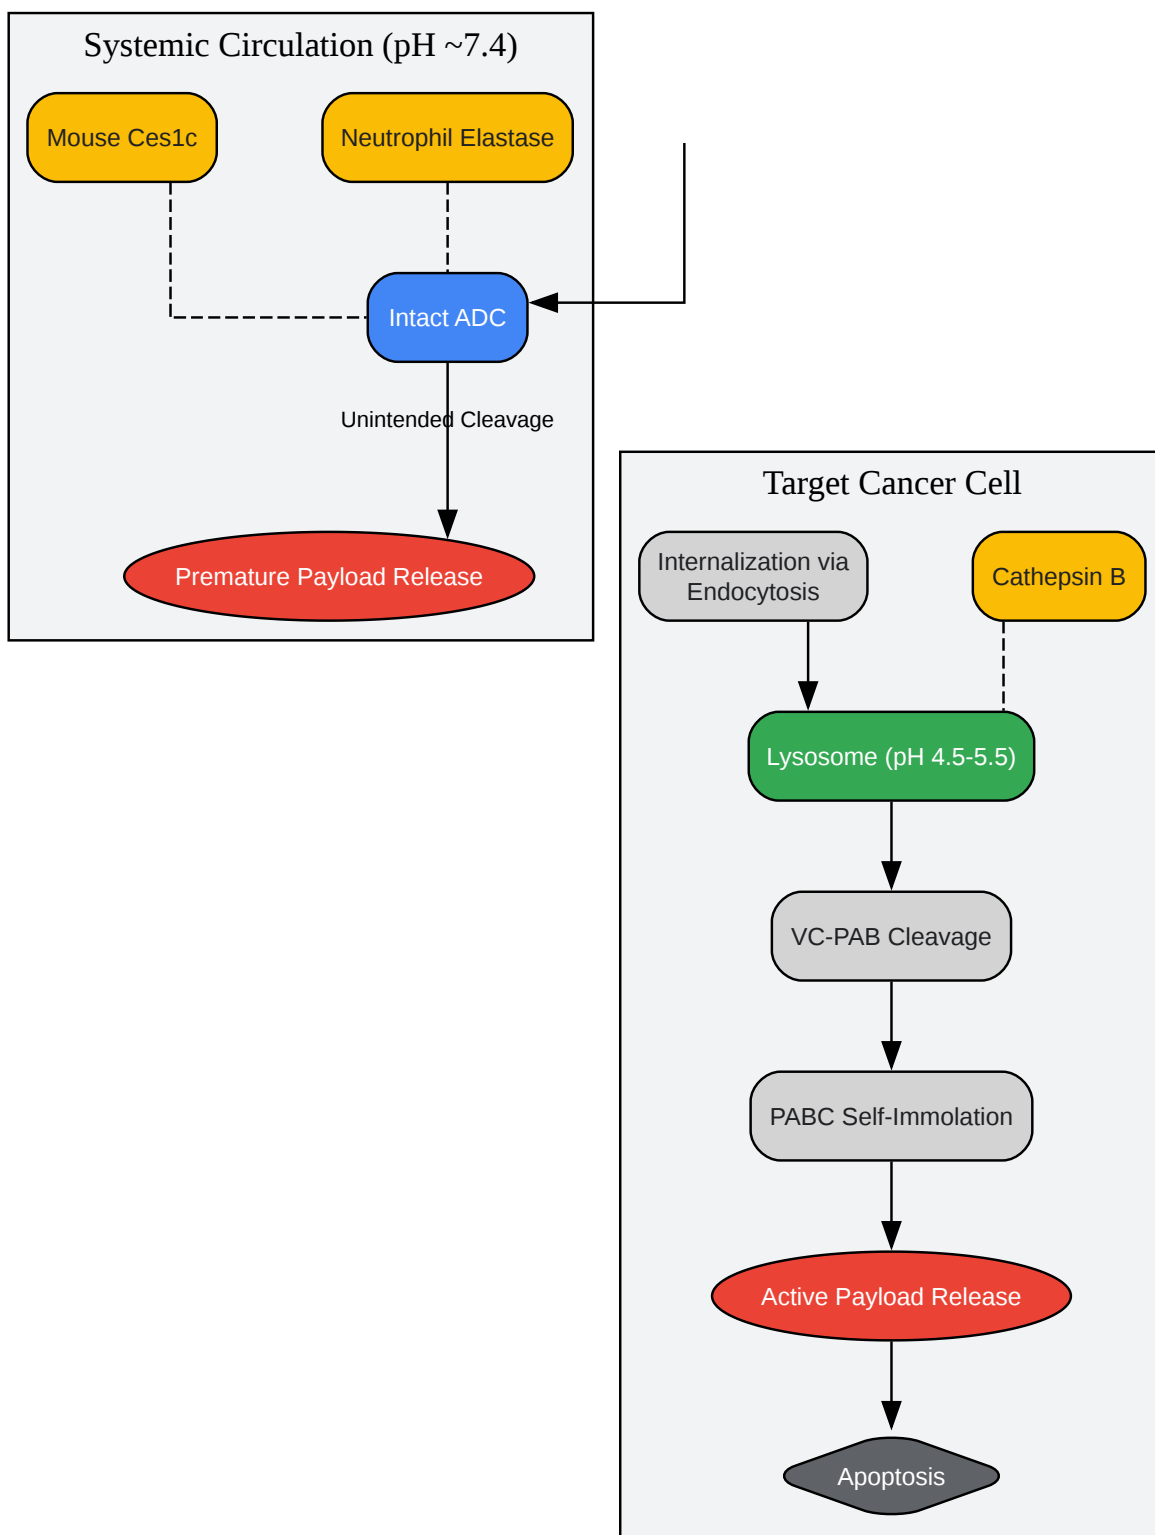 Systemic Circulation (pH ~7.4)
Mouse Ces1c
Neutrophil Elastase
Intact ADC
Unintended Cleavage
Premature Payload Release
Target Cancer Cell
Internalization via
Endocytosis
Cathepsin B
Lysosome (pH 4.5-5.5)
VC-PAB Cleavage
PABC Self-Immolation
Active Payload Release
Apoptosis